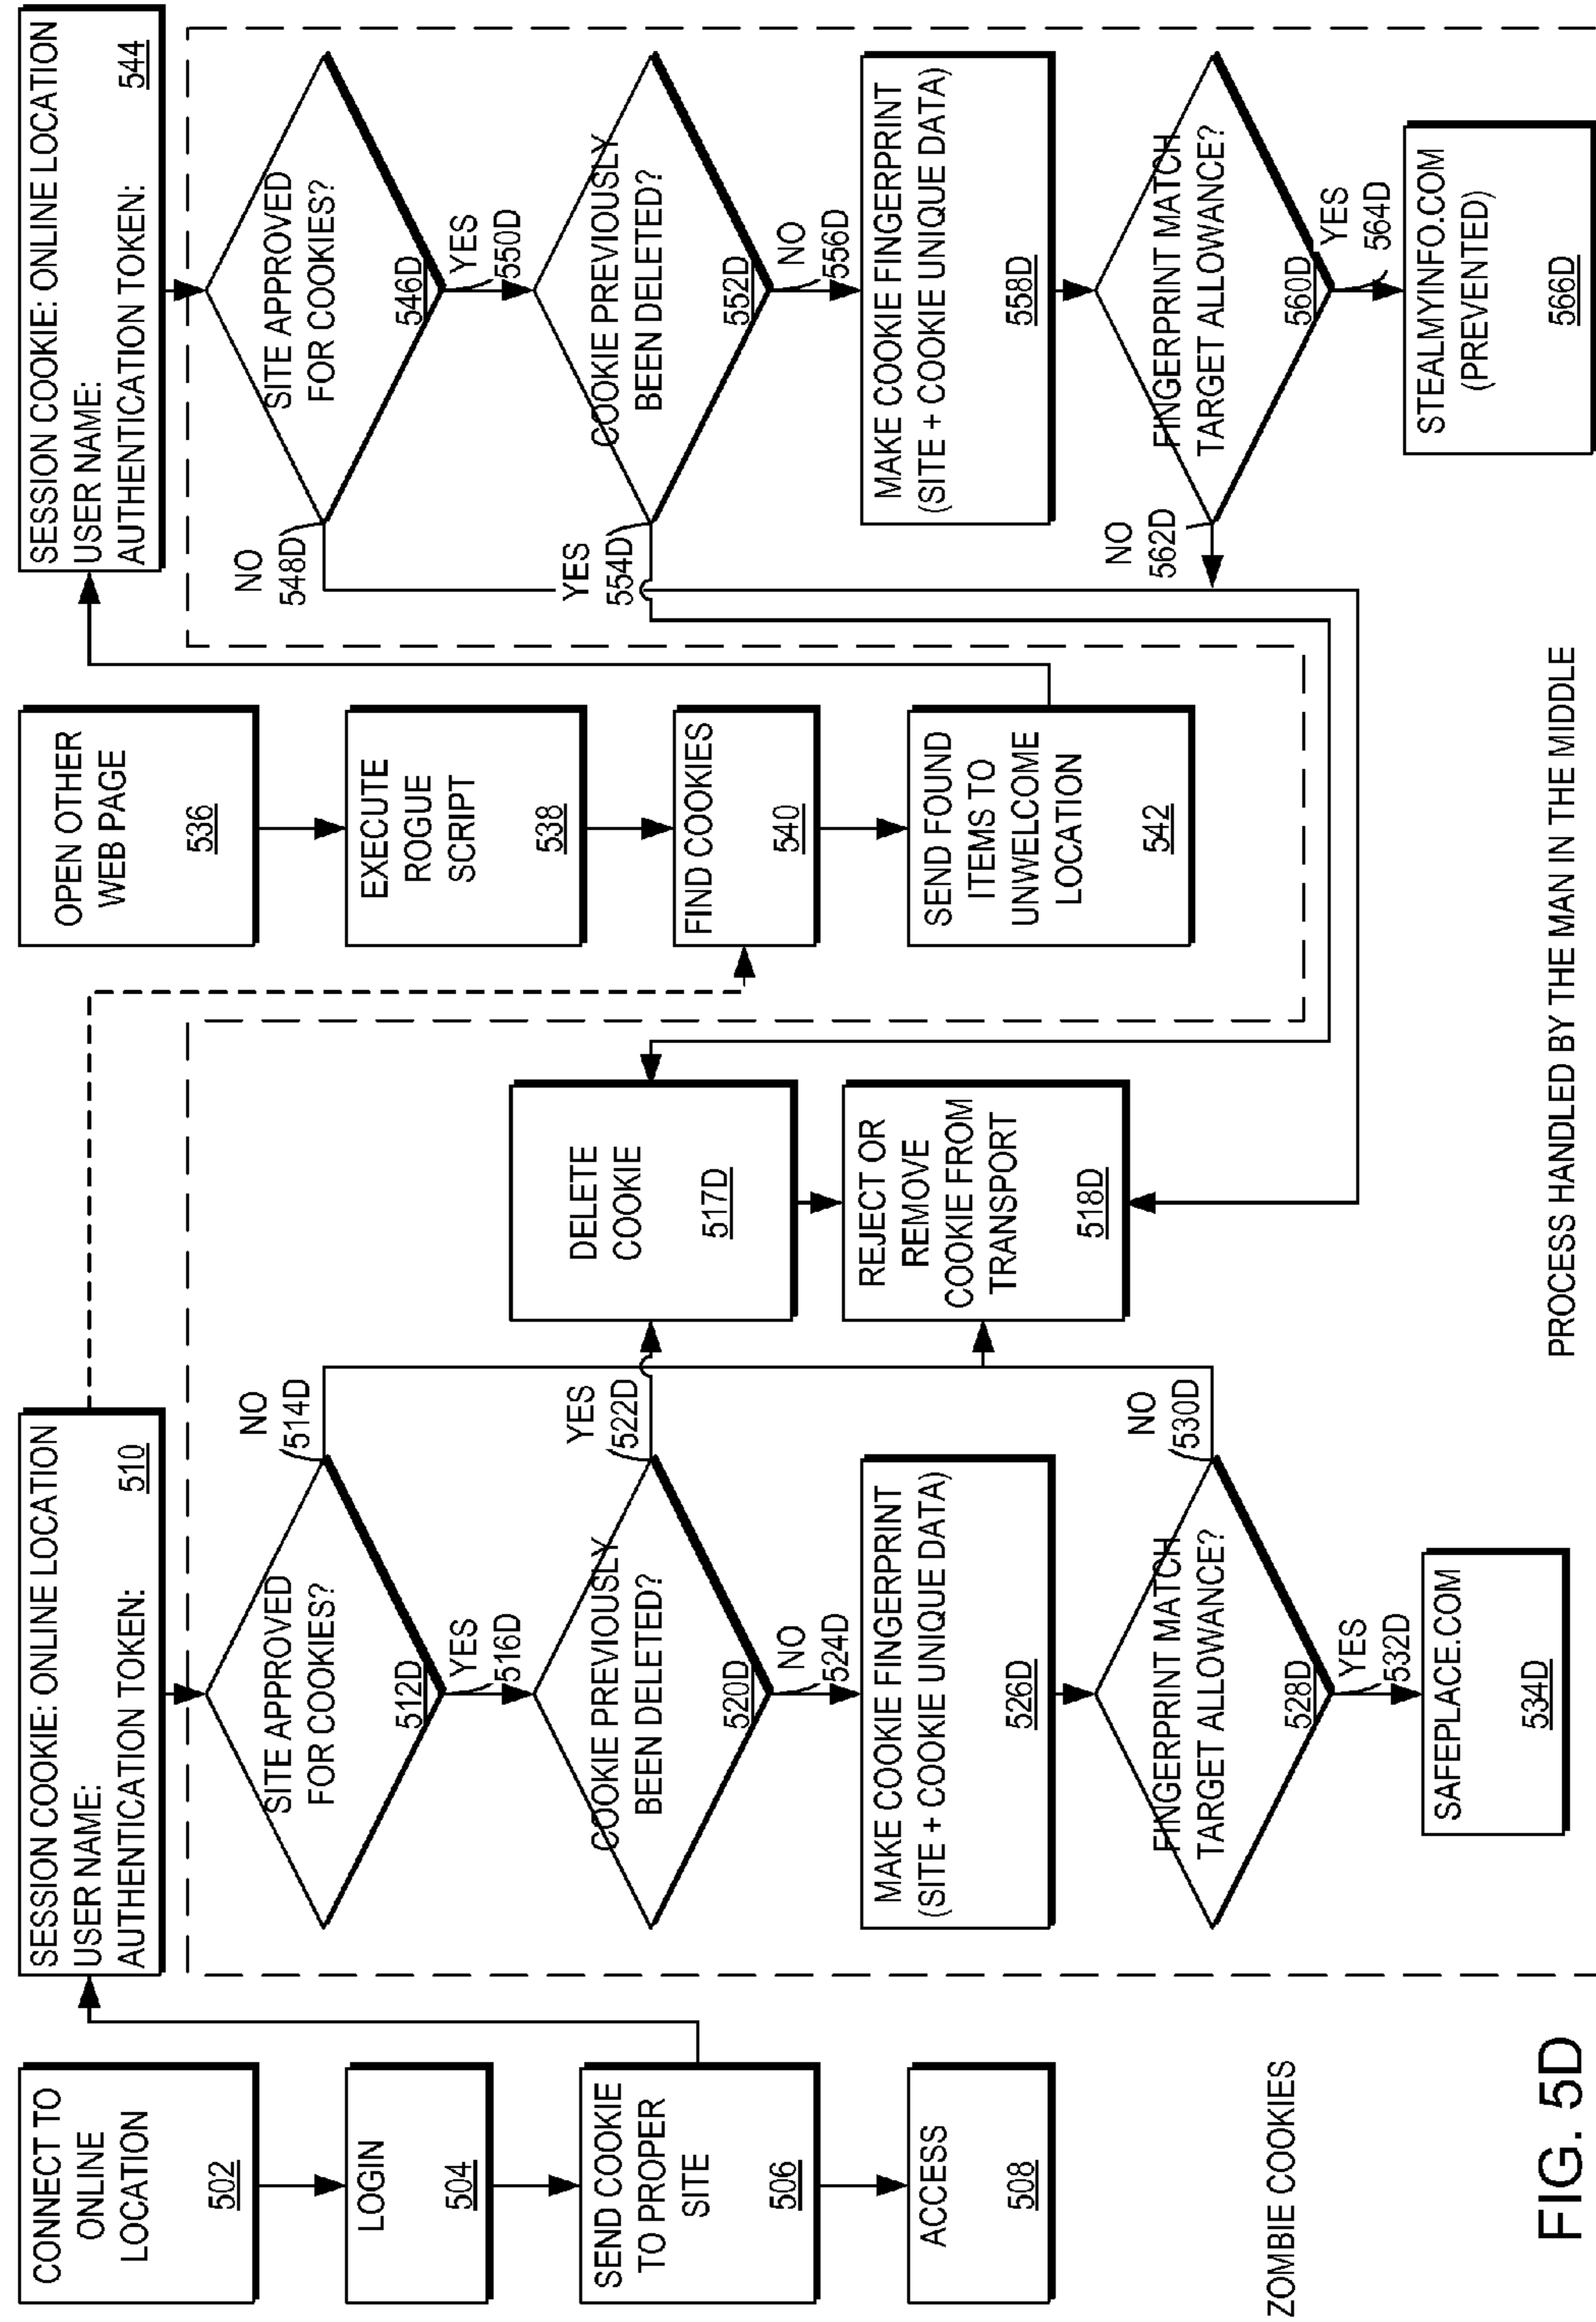 CONNECT TO
ONLINE
LOCATION
502
LOGIN
504
SEND COOKIE
TO PROPER
SITE
506
ACCESS
508
ZOMBIE COOKIES
SESSION COOKIE: ONLINE LOCATION
USER NAME:
AUTHENTICATION TOKEN:
510
SITE APPROVED
FOR COOKIES?
512D
NO
514D
YES
516D
COOKIE PREVIOUSLY
BEEN DELETED?
520D
YES
522D
NO
524D
MAKE COOKIE FINGERPRINT
(SITE + COOKIE UNIQUE DATA)
526D
FINGERPRINT MATCH
TARGET ALLOWANCE?
528D
NO
530D
YES
532D
SAFEPLACE.COM
534D
DELETE
COOKIE
517D
REJECT OR
REMOVE
COOKIE FROM
TRANSPORT
518D
OPEN OTHER
WEB PAGE
536
EXECUTE
ROGUE
SCRIPT
538
FIND COOKIES
540
SEND FOUND
ITEMS TO
UNWELCOME
LOCATION
542
SESSION COOKIE: ONLINE LOCATION
USER NAME:
AUTHENTICATION TOKEN:
544
SITE APPROVED
FOR COOKIES?
546D
NO
548D
YES
550D
COOKIE PREVIOUSLY
BEEN DELETED?
552D
YES
554D
NO
556D
MAKE COOKIE FINGERPRINT
(SITE + COOKIE UNIQUE DATA)
558D
FINGERPRINT MATCH
TARGET ALLOWANCE?
560D
NO
562D
YES
564D
STEALMYINFO.COM
(PREVENTED)
566D
PROCESS HANDLED BY THE MAN IN THE MIDDLE
FIG. 5D